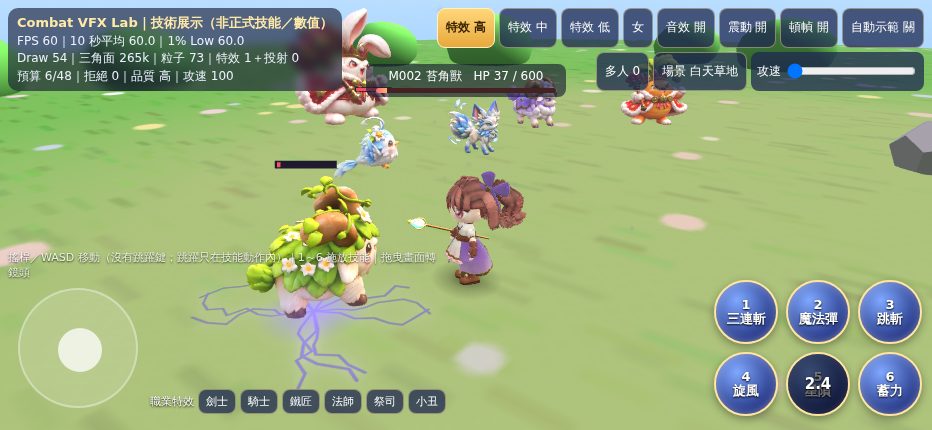 Combat VFX Lab｜技術展示（非正式技能／數值）
FPS 60｜10 秒平均 60.0｜1% Low 60.0
Draw 54｜三角面 265k｜粒子 73｜特效 1＋投射 0
預算 6/48｜拒絕 0｜品質 高｜攻速 100
特效 高
特效 中
特效 低
女
音效 開
震動 開
頓幀 開
自動示範 關
M002 苔角獸 HP 37 / 600
多人 0
場景 白天草地
攻速
搖桿／WASD 移動（沒有跳躍鍵；跳躍只在技能動作內）｜1~6 施放技能｜拖曳畫面轉
鏡頭
1
三連斬
2
魔法彈
3
跳斬
4
旋風
2.4
6
蓄力
職業特效
劍士
騎士
鐵匠
法師
祭司
小丑